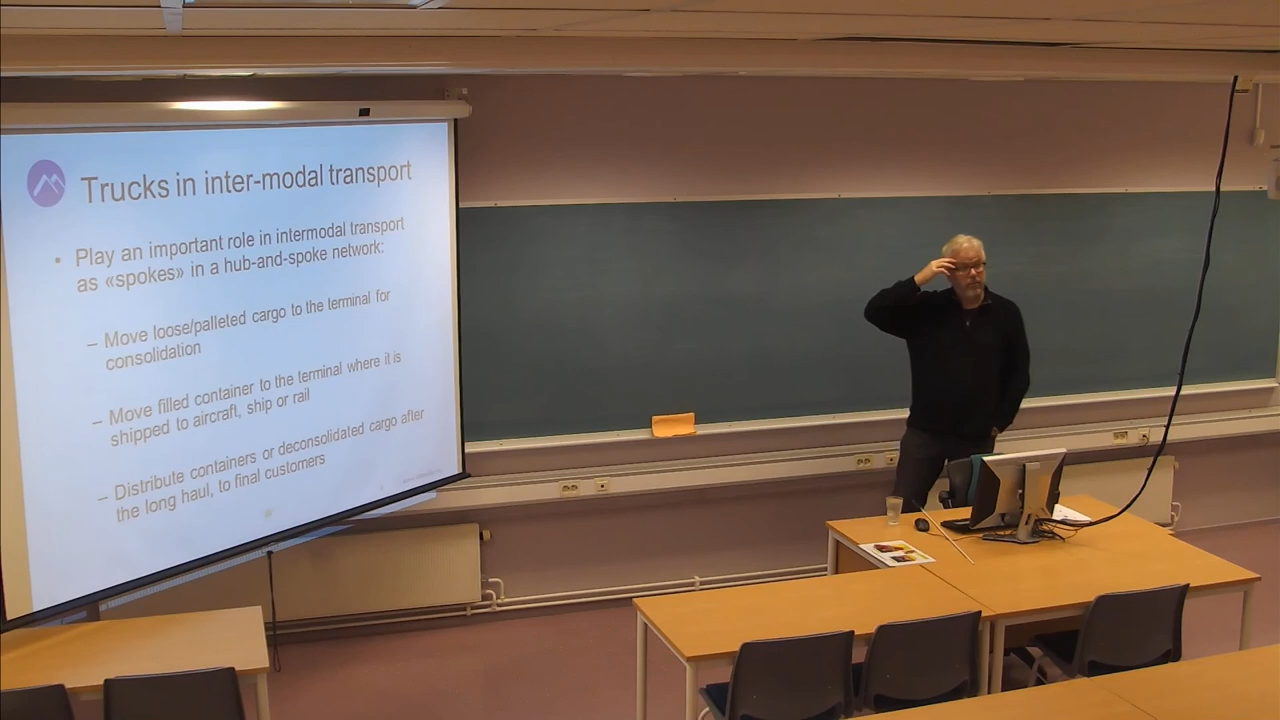 Trucks in inter-modal transport
• Play an important role in intermodal transport
as «spokes» in a hub-and-spoke network:
– Move loose/palleted cargo to the terminal for
consolidation
– Move filled container to the terminal where it is
shipped to aircraft, ship or rail
– Distribute containers or deconsolidated cargo after
the long haul, to final customers